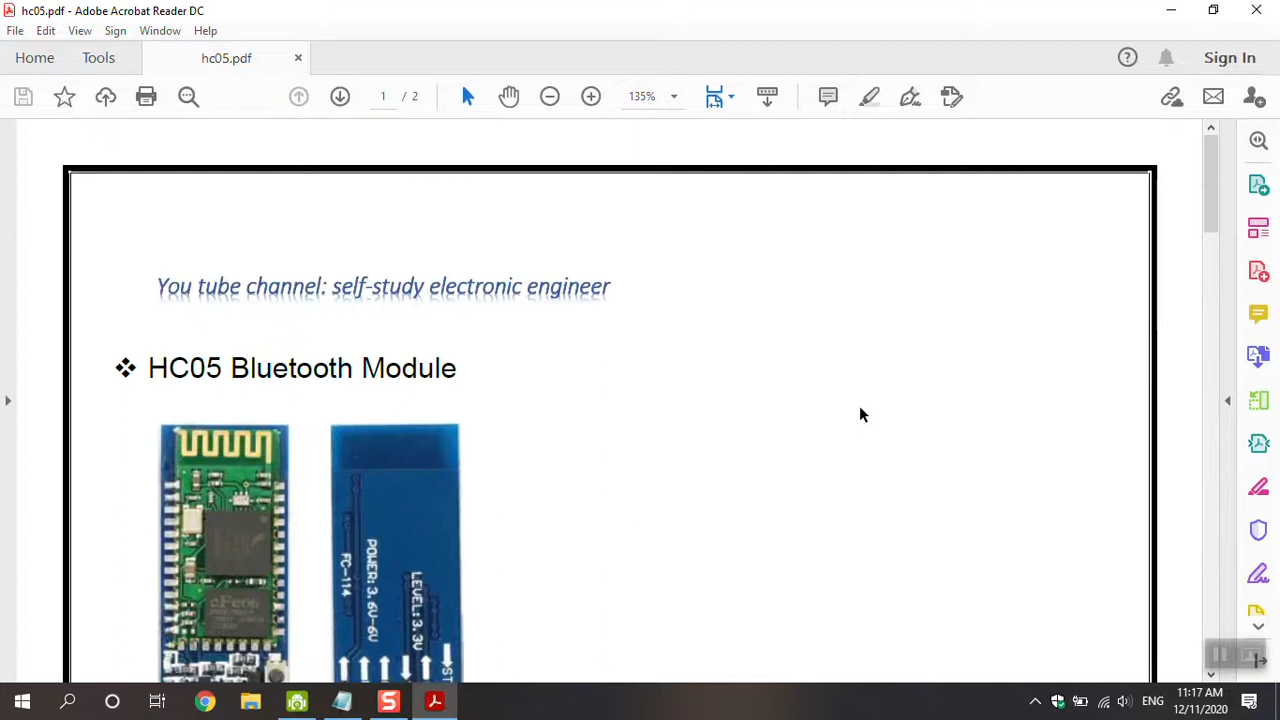 hc05.pdf - Adobe Acrobat Reader DC
File Edit View Sign Window Help
Home Tools hc05.pdf Sign In
1 / 2 135%
You tube channel: self-study electronic engineer
❖ HC05 Bluetooth Module
FC-114
POWER:3.6V-6V
LEVEL:3.3V
ST
cFeon
ENG 11:17 AM
12/11/2020